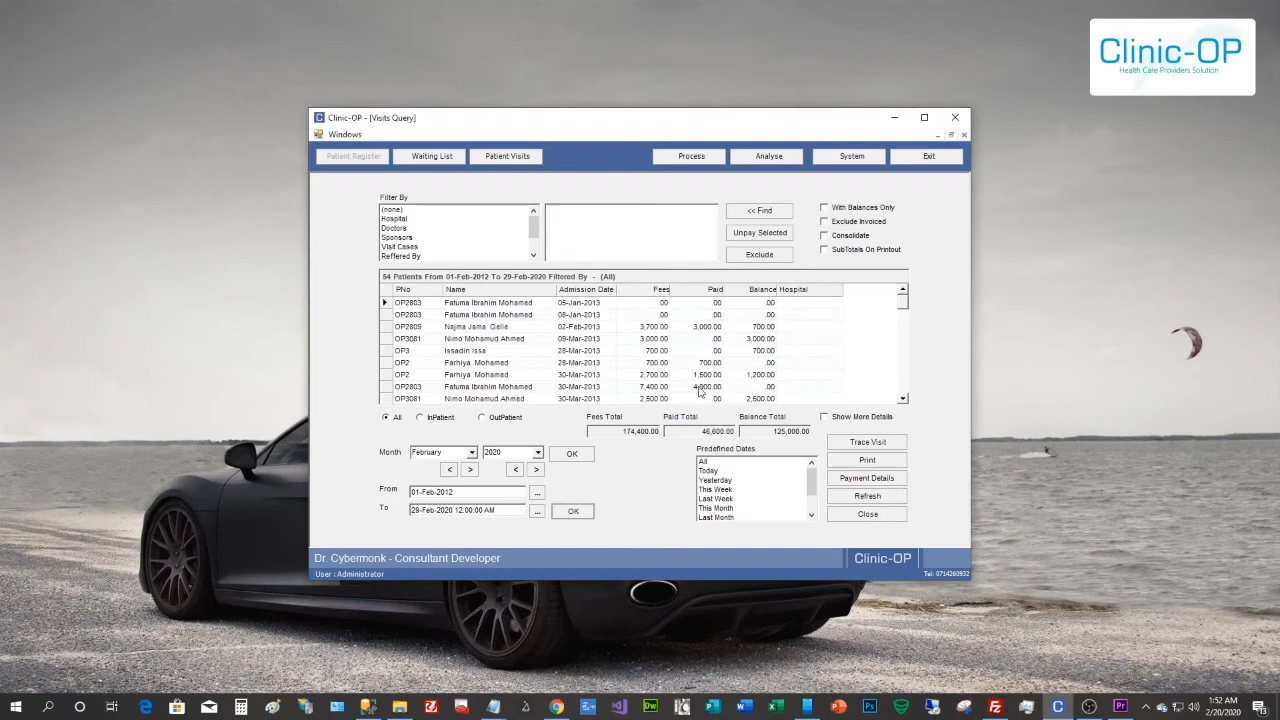 Clinic-OP
Health Care Providers Solution
Clinic-OP - [Visits Query]
Windows
Patient Register Waiting List Patient Visits Process Analyse System Exit
Filter By
(none)
Hospital
Doctors
Sponsors
Visit Cases
Reffered By
<< Find
Unpay Selected
Exclude
With Balances Only
Exclude Invoiced
Consolidate
SubTotals On Printout
54 Patients From 01-Feb-2012 To 29-Feb-2020 Filtered By - (All)
PNo Name Admission Date Fees Paid Balance Hospital
OP2803 Fatuma Ibrahim Mohamed 05-Jan-2013 .00 .00 .00
OP2803 Fatuma Ibrahim Mohamed 08-Jan-2013 .00 .00 .00
OP2809 Najma Jama Gelle 02-Feb-2013 3,700.00 3,000.00 700.00
OP3081 Nimo Mohamud Ahmed 09-Mar-2013 3,000.00 .00 3,000.00
OP3 Issadin Issa 28-Mar-2013 700.00 .00 700.00
OP2 Farhiya Mohamed 28-Mar-2013 700.00 700.00 .00
OP2 Farhiya Mohamed 30-Mar-2013 2,700.00 1,500.00 1,200.00
OP2803 Fatuma Ibrahim Mohamed 30-Mar-2013 7,400.00 .00
OP3081 Nimo Mohamud Ahmed 30-Mar-2013 2,500.00 .00 2,500.00
All InPatient OutPatient
Fees Total Paid Total Balance Total
174,400.00 46,600.00 125,000.00
Show More Details
Month February 2020 OK
< > < >
From 01-Feb-2012 ...
To 29-Feb-2020 12:00:00 AM ... OK
Predefined Dates
All
Today
Yesterday
This Week
Last Week
This Month
Last Month
Trace Visit
Print
Payment Details
Refresh
Close
Dr. Cybermonk - Consultant Developer
Clinic-OP
User : Administrator
Tel: 0714260932
1:52 AM
2/20/2020